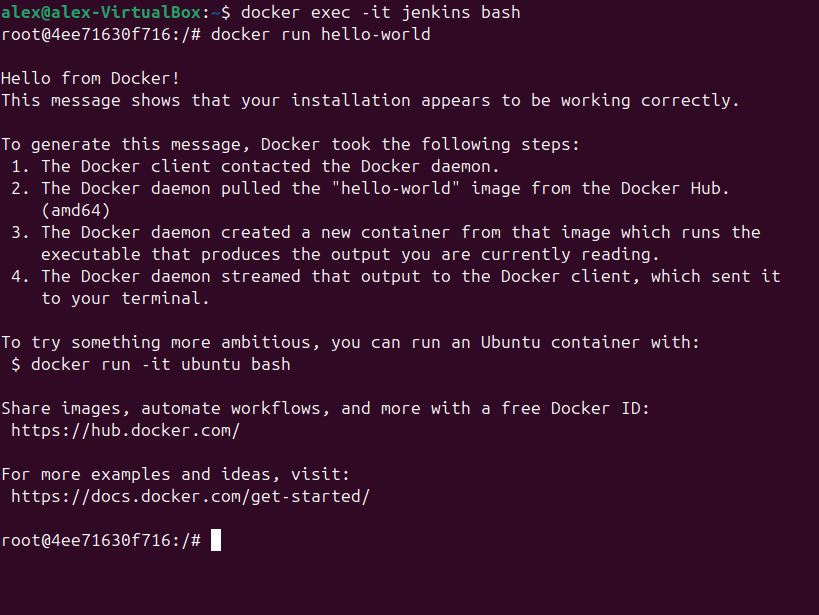 alex@alex-VirtualBox:~$ docker exec -it jenkins bash
root@4ee71630f716:/# docker run hello-world

Hello from Docker!
This message shows that your installation appears to be working correctly.

To generate this message, Docker took the following steps:
 1. The Docker client contacted the Docker daemon.
 2. The Docker daemon pulled the "hello-world" image from the Docker Hub.
    (amd64)
 3. The Docker daemon created a new container from that image which runs the
    executable that produces the output you are currently reading.
 4. The Docker daemon streamed that output to the Docker client, which sent it
    to your terminal.

To try something more ambitious, you can run an Ubuntu container with:
 $ docker run -it ubuntu bash

Share images, automate workflows, and more with a free Docker ID:
 https://hub.docker.com/

For more examples and ideas, visit:
 https://docs.docker.com/get-started/

root@4ee71630f716:/#